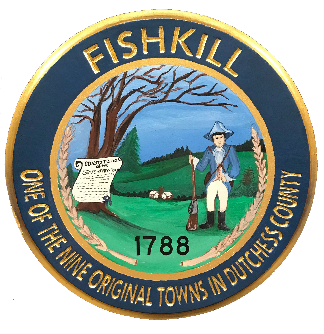 FISHKILL
1788
ONE OF THE NINE ORIGINAL TOWNS IN DUTCHESS COUNTY